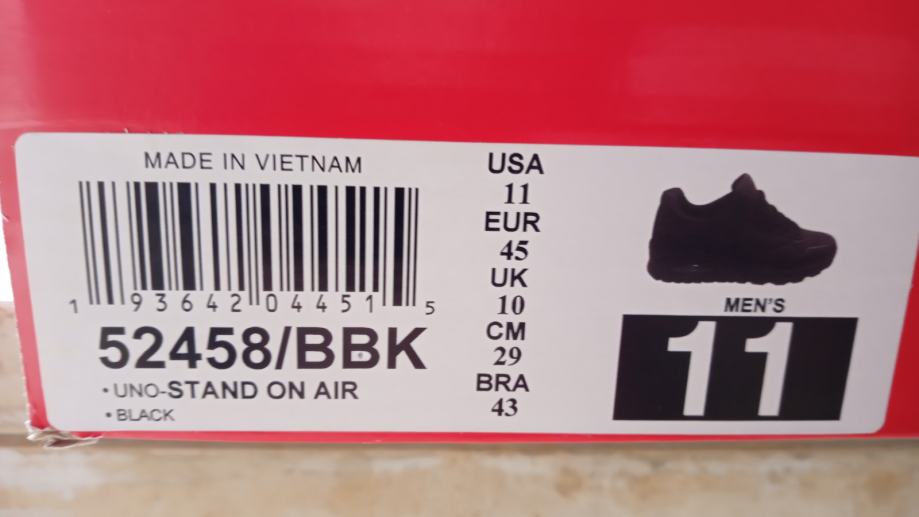 MADE IN VIETNAM
1 93642 04451 5
52458/BBK
• UNO-STAND ON AIR
• BLACK
USA
11
EUR
45
UK
10
CM
29
BRA
43
MEN'S
11